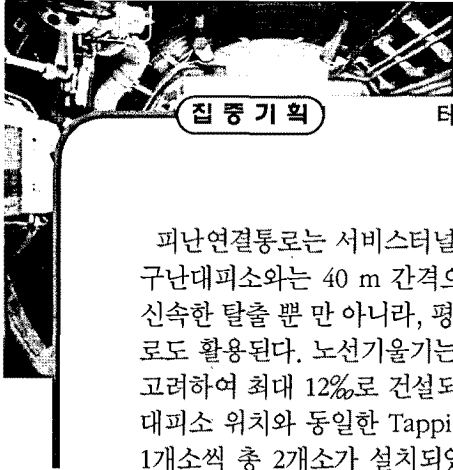 집 중 기 획
터
피난연결통로는 서비스터널
구난대피소와는 40 m 간격으
신속한 탈출 뿐 만 아니라, 평
로도 활용된다. 노선기울기는
고려하여 최대 12‰로 건설되
대피소 위치와 동일한 Tappi
1개소씩 총 2개소가 설치되었